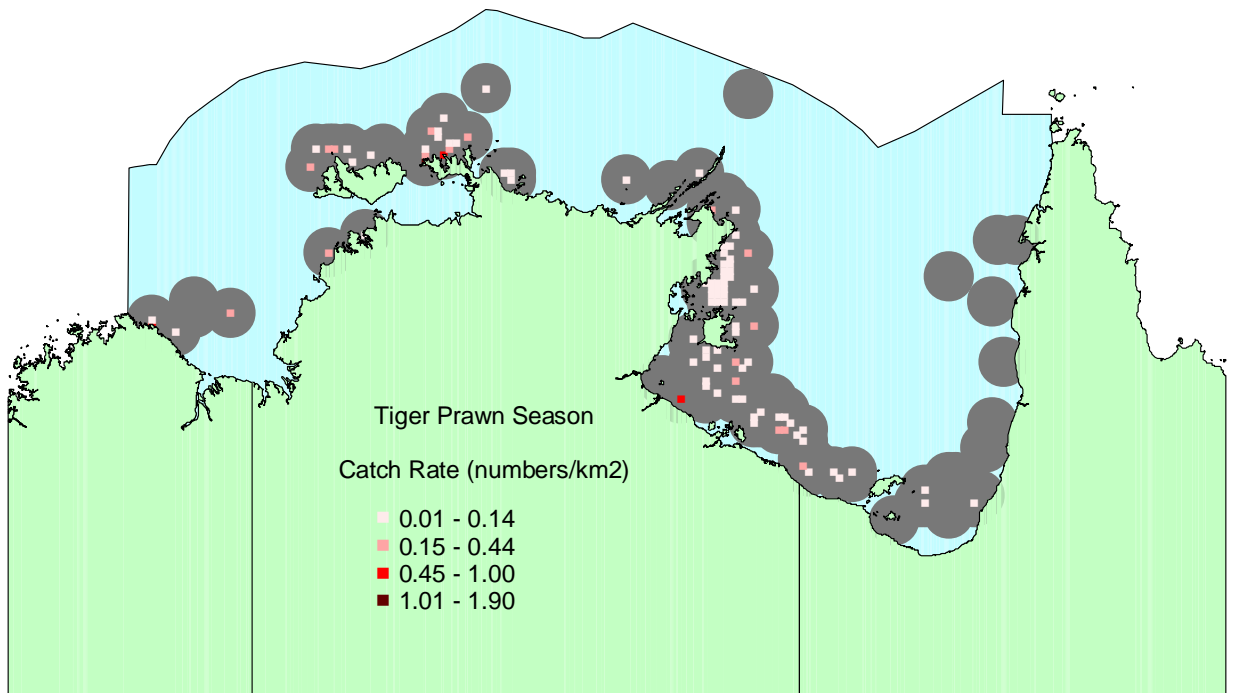 Tiger Prawn Season
Catch Rate (numbers/km2)
0.01 - 0.14
0.15 - 0.44
0.45 - 1.00
1.01 - 1.90